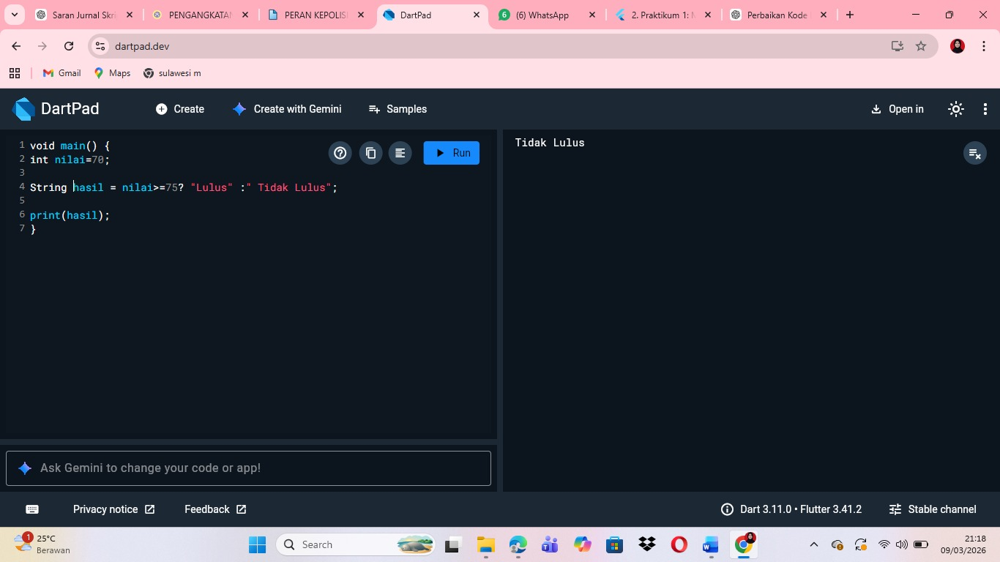 Saran Jurnal Skri
PENGANGKATAN
PERAN KEPOLISI
DartPad
6
(6) WhatsApp
2. Praktikum 1: M
Perbaikan Kode
dartpad.dev
Gmail
Maps
sulawesi m
DartPad
Create
Create with Gemini
Samples
Open in
1 void main() {
2 int nilai=70;
3
4 String hasil = nilai>=75? "Lulus" :" Tidak Lulus";
5
6 print(hasil);
7 }
Run
Tidak Lulus
Ask Gemini to change your code or app!
Privacy notice
Feedback
Dart 3.11.0 • Flutter 3.41.2
Stable channel
1
25°C
Berawan
Search
21:18
09/03/2026